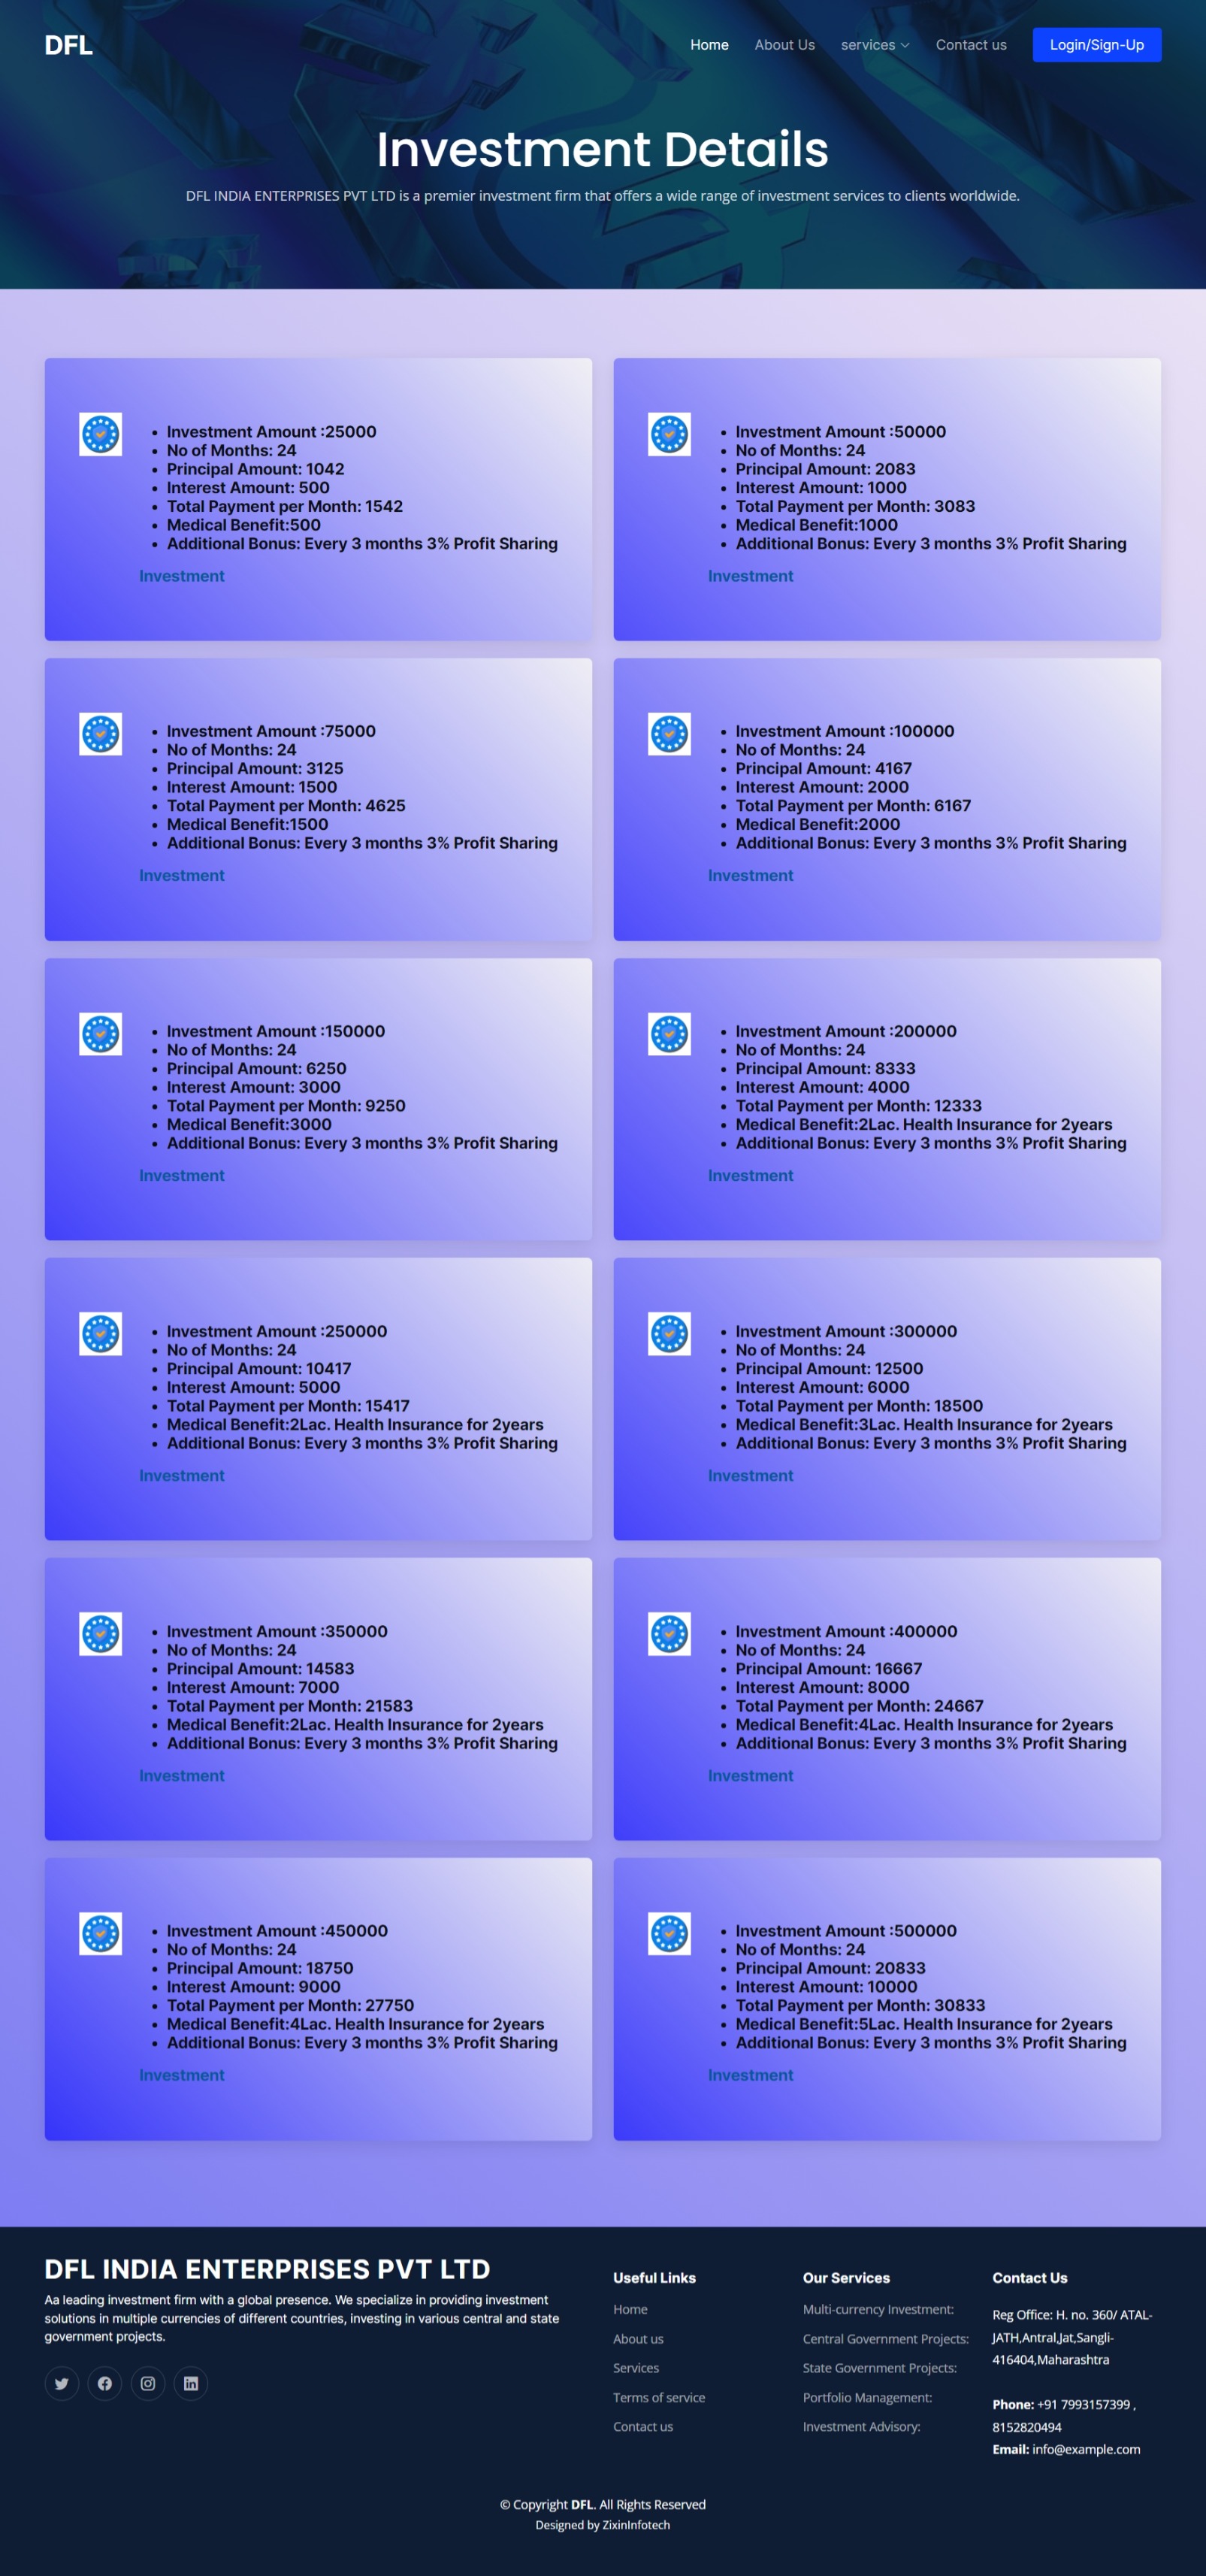 DFL
Home
About Us
services
Contact us
Login/Sign-Up
Investment Details
DFL INDIA ENTERPRISES PVT LTD is a premier investment firm that offers a wide range of investment services to clients worldwide.
Investment Amount :25000
No of Months: 24
Principal Amount: 1042
Interest Amount: 500
Total Payment per Month: 1542
Medical Benefit:500
Additional Bonus: Every 3 months 3% Profit Sharing
Investment
Investment Amount :50000
No of Months: 24
Principal Amount: 2083
Interest Amount: 1000
Total Payment per Month: 3083
Medical Benefit:1000
Additional Bonus: Every 3 months 3% Profit Sharing
Investment
Investment Amount :75000
No of Months: 24
Principal Amount: 3125
Interest Amount: 1500
Total Payment per Month: 4625
Medical Benefit:1500
Additional Bonus: Every 3 months 3% Profit Sharing
Investment
Investment Amount :100000
No of Months: 24
Principal Amount: 4167
Interest Amount: 2000
Total Payment per Month: 6167
Medical Benefit:2000
Additional Bonus: Every 3 months 3% Profit Sharing
Investment
Investment Amount :150000
No of Months: 24
Principal Amount: 6250
Interest Amount: 3000
Total Payment per Month: 9250
Medical Benefit:3000
Additional Bonus: Every 3 months 3% Profit Sharing
Investment
Investment Amount :200000
No of Months: 24
Principal Amount: 8333
Interest Amount: 4000
Total Payment per Month: 12333
Medical Benefit:2Lac. Health Insurance for 2years
Additional Bonus: Every 3 months 3% Profit Sharing
Investment
Investment Amount :250000
No of Months: 24
Principal Amount: 10417
Interest Amount: 5000
Total Payment per Month: 15417
Medical Benefit:2Lac. Health Insurance for 2years
Additional Bonus: Every 3 months 3% Profit Sharing
Investment
Investment Amount :300000
No of Months: 24
Principal Amount: 12500
Interest Amount: 6000
Total Payment per Month: 18500
Medical Benefit:3Lac. Health Insurance for 2years
Additional Bonus: Every 3 months 3% Profit Sharing
Investment
Investment Amount :350000
No of Months: 24
Principal Amount: 14583
Interest Amount: 7000
Total Payment per Month: 21583
Medical Benefit:2Lac. Health Insurance for 2years
Additional Bonus: Every 3 months 3% Profit Sharing
Investment
Investment Amount :400000
No of Months: 24
Principal Amount: 16667
Interest Amount: 8000
Total Payment per Month: 24667
Medical Benefit:4Lac. Health Insurance for 2years
Additional Bonus: Every 3 months 3% Profit Sharing
Investment
Investment Amount :450000
No of Months: 24
Principal Amount: 18750
Interest Amount: 9000
Total Payment per Month: 27750
Medical Benefit:4Lac. Health Insurance for 2years
Additional Bonus: Every 3 months 3% Profit Sharing
Investment
Investment Amount :500000
No of Months: 24
Principal Amount: 20833
Interest Amount: 10000
Total Payment per Month: 30833
Medical Benefit:5Lac. Health Insurance for 2years
Additional Bonus: Every 3 months 3% Profit Sharing
Investment
DFL INDIA ENTERPRISES PVT LTD
Aa leading investment firm with a global presence. We specialize in providing investment
solutions in multiple currencies of different countries, investing in various central and state
government projects.
Useful Links
Home
About us
Services
Terms of service
Contact us
Our Services
Multi-currency Investment:
Central Government Projects:
State Government Projects:
Portfolio Management:
Investment Advisory:
Contact Us
Reg Office: H. no. 360/ ATAL-
JATH,Antral,Jat,Sangli-
416404,Maharashtra
Phone: +91 7993157399 ,
8152820494
Email: info@example.com
© Copyright DFL. All Rights Reserved
Designed by ZixinInfotech